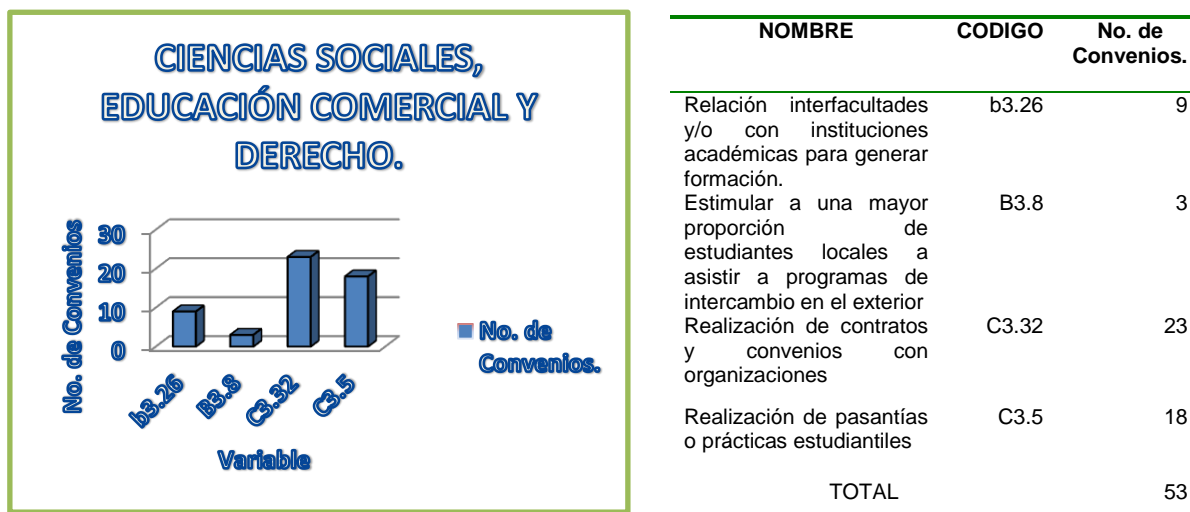 CIENCIAS SOCIALES,
EDUCACIÓN COMERCIAL Y
DERECHO.
No. de Convenios
30
20
10
0
b3.26
B3.8
C3.32
C3.5
Variable
No. de
Convenios.
NOMBRE CODIGO No. de
Convenios.
Relación interfacultades b3.26 9
y/o con instituciones
académicas para generar
formación.
Estimular a una mayor B3.8 3
proporción de
estudiantes locales a
asistir a programas de
intercambio en el exterior
Realización de contratos C3.32 23
y convenios con
organizaciones
Realización de pasantías C3.5 18
o prácticas estudiantiles
TOTAL 53